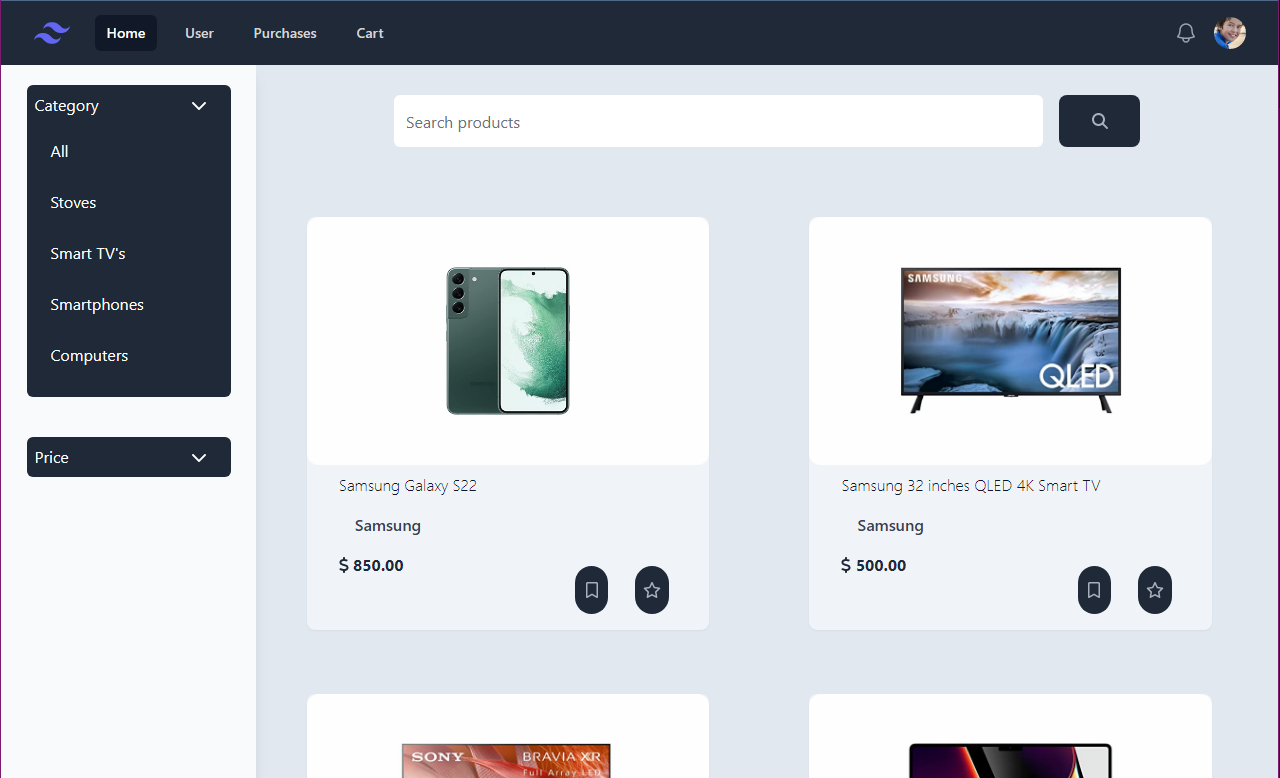 Home User Purchases Cart
Category
All
Stoves
Smart TV's
Smartphones
Computers
Price
Search products
SAMSUNG
QLED
Samsung Galaxy S22
Samsung
$ 850.00
Samsung 32 inches QLED 4K Smart TV
Samsung
$ 500.00
SONY BRAVIA XR
Full Array LED